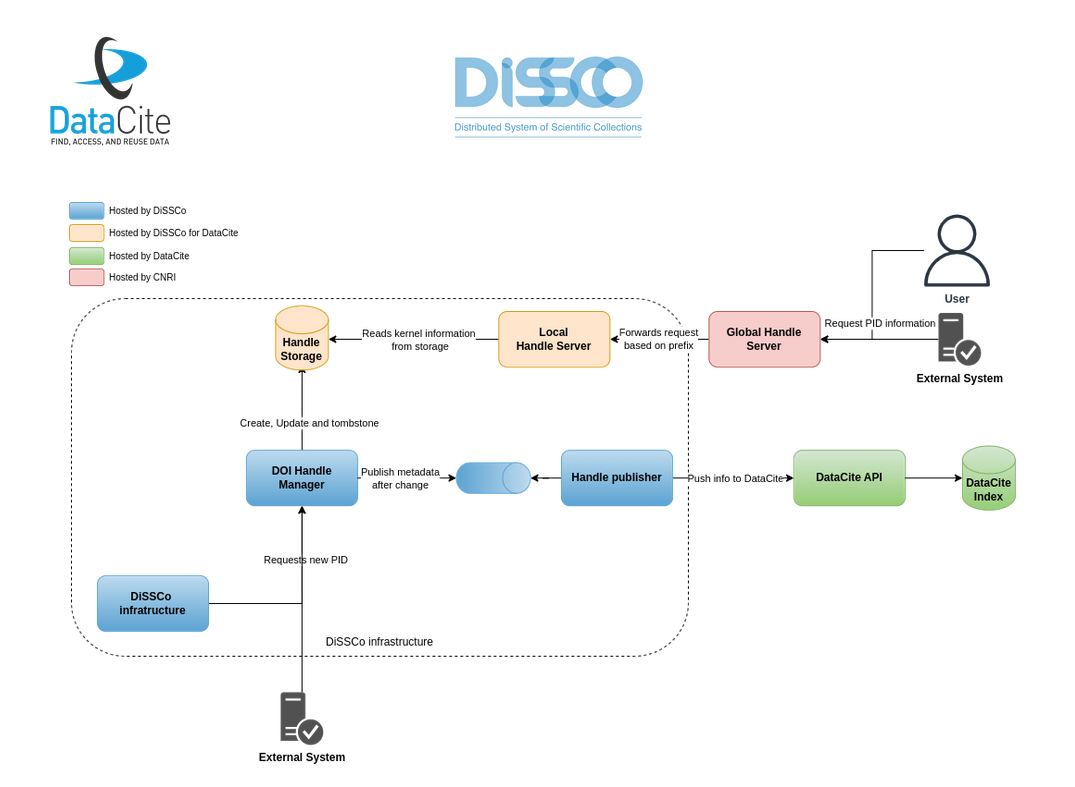 DataCite
FIND, ACCESS, AND REUSE DATA
DiSSCO
Distributed System of Scientific Collections
Hosted by DiSSCo
Hosted by DiSSCo for DataCite
Hosted by DataCite
Hosted by CNRI
User
Handle
Storage
Reads kernel information
from storage
Local
Handle Server
Forwards request
based on prefix
Global Handle
Server
Request PID information
External System
Create, Update and tombstone
DOI Handle
Manager
Publish metadata
after change
Handle publisher
Push info to DataCite
DataCite API
DataCite
Index
Requests new PID
DiSSCo
infratructure
DiSSCo infrastructure
External System